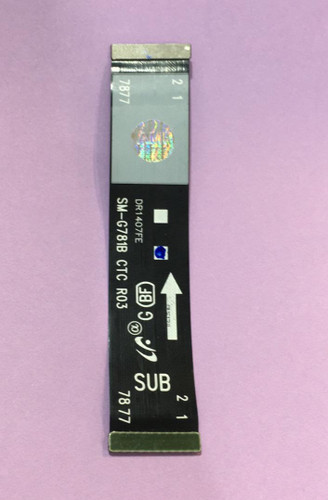 2 1
7877
DR1407FE
SM-G781B CTC R03
BF G
SUB
2 1
7877